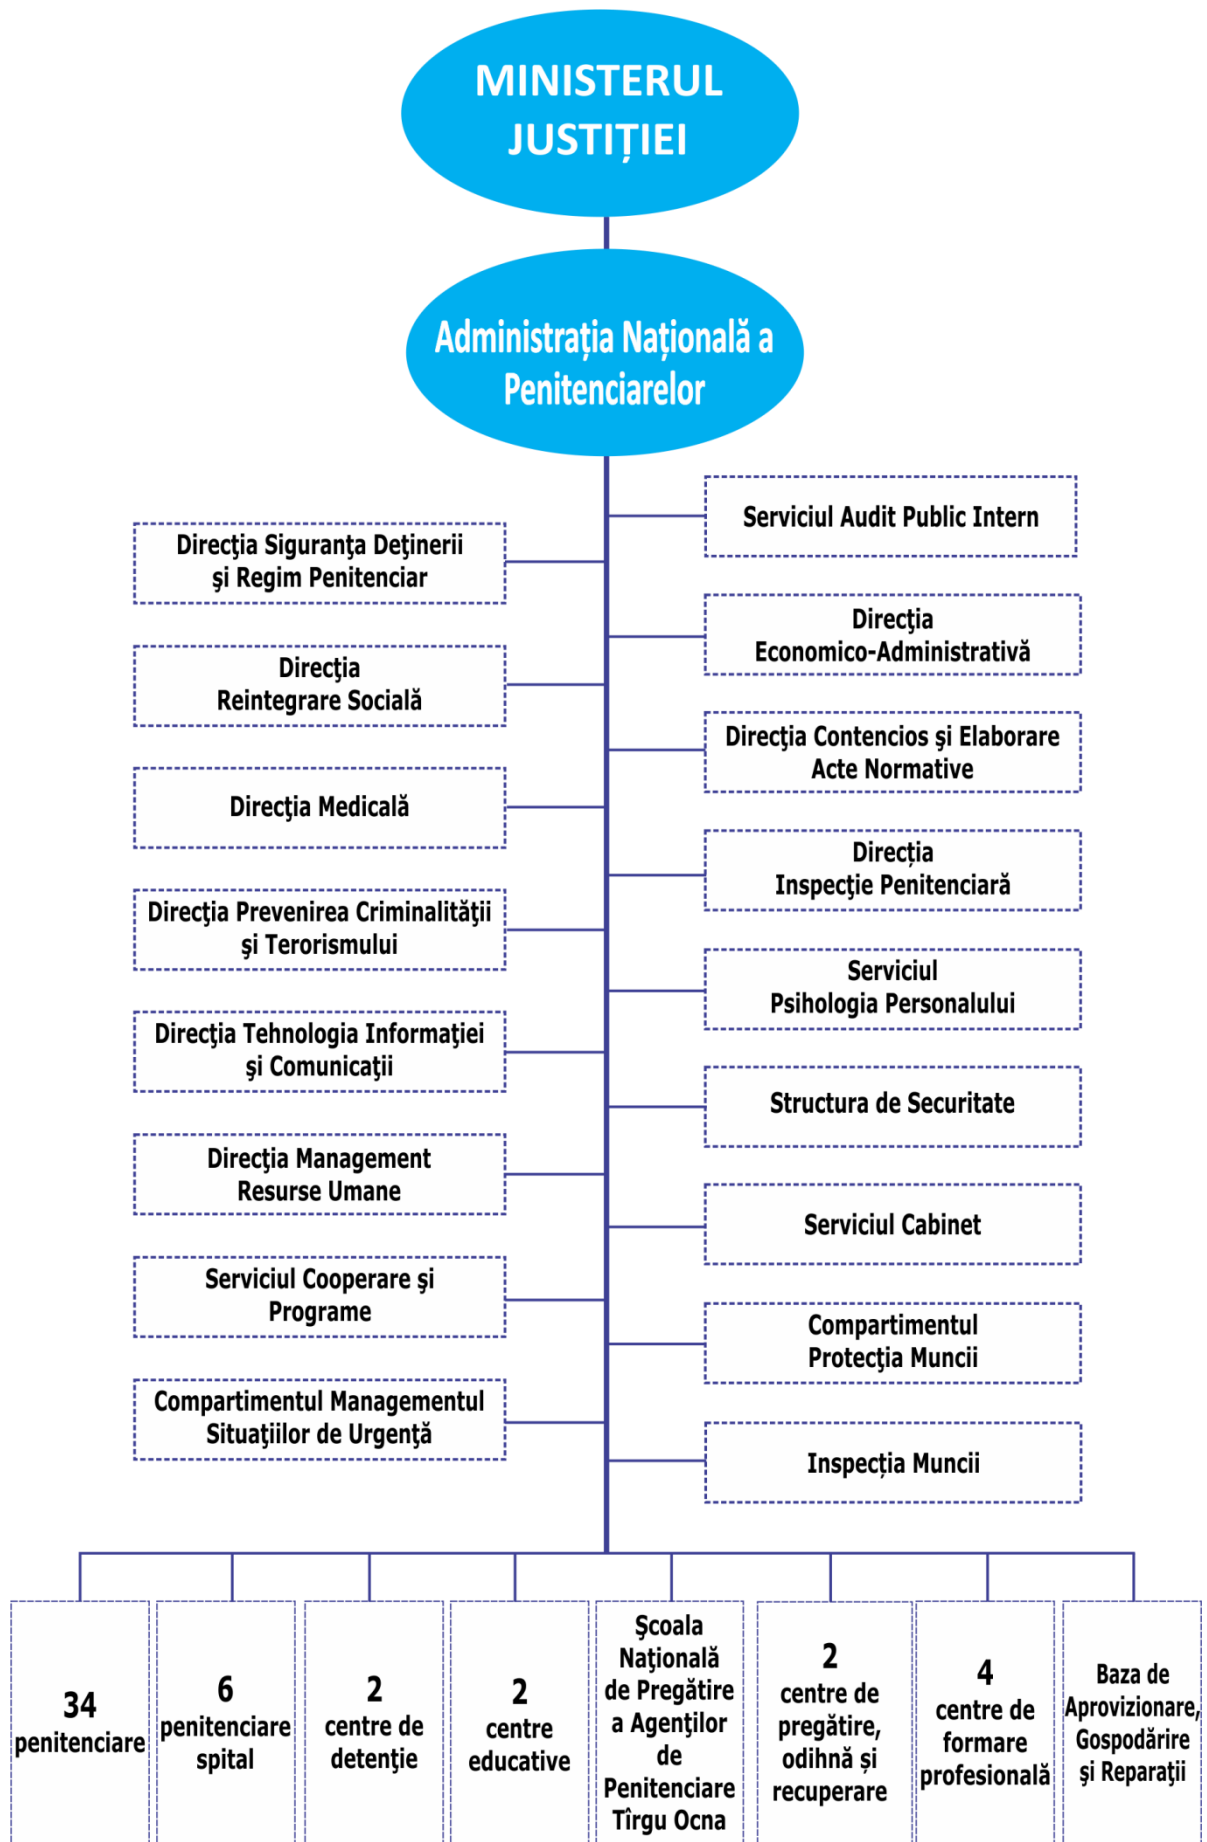 MINISTERUL
JUSTIȚIEI
Administrația Națională a
Penitenciarelor
Serviciul Audit Public Intern
Direcţia Siguranţa Deţinerii
şi Regim Penitenciar
Direcţia
Economico-Administrativă
Direcţia
Reintegrare Socială
Direcţia Contencios şi Elaborare
Acte Normative
Direcţia Medicală
Direcția
Inspecţie Penitenciară
Direcţia Prevenirea Criminalităţii
şi Terorismului
Serviciul
Psihologia Personalului
Direcţia Tehnologia Informaţiei
şi Comunicaţii
Structura de Securitate
Direcţia Management
Resurse Umane
Serviciul Cabinet
Serviciul Cooperare şi
Programe
Compartimentul
Protecţia Muncii
Compartimentul Managementul
Situaţiilor de Urgenţă
Inspecția Muncii
34
penitenciare
6
penitenciare
spital
2
centre de
detenţie
2
centre
educative
Şcoala
Naţională
de Pregătire
a Agenţilor
de
Penitenciare
Tîrgu Ocna
2
centre de
pregătire,
odihnă și
recuperare
4
centre de
formare
profesională
Baza de
Aprovizionare,
Gospodărire
şi Reparaţii